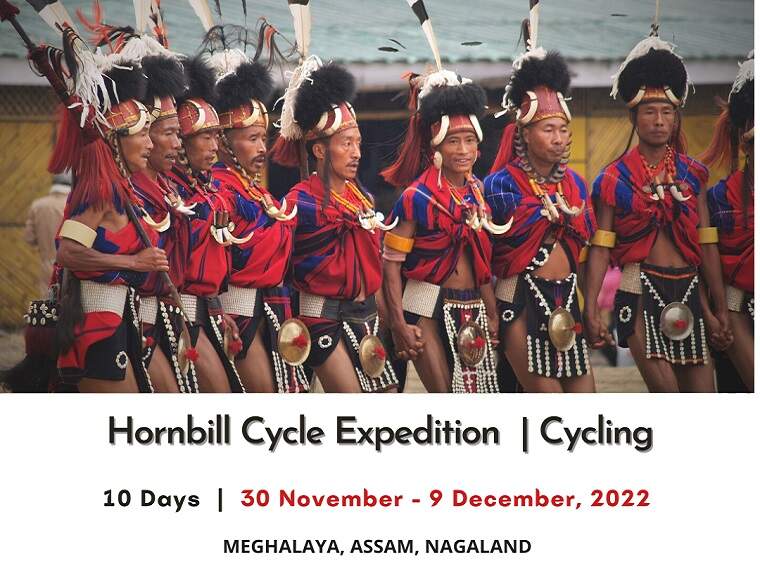 Hornbill Cycle Expedition | Cycling
10 Days | 30 November - 9 December, 2022
MEGHALAYA, ASSAM, NAGALAND